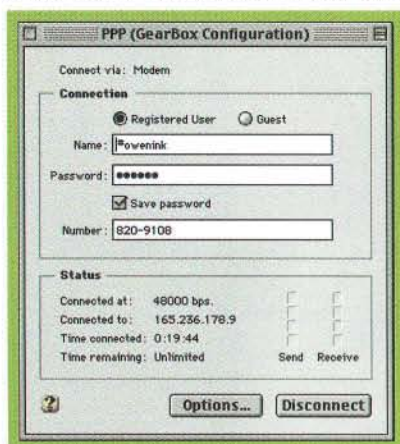 PPP (GearBox Configuration)
Connect via: Modem
Connection
Registered User Guest
Name: *owenink
Password: ●●●●●●
Save password
Number: 820-9108
Status
Connected at: 48000 bps.
Connected to: 165.236.178.9
Time connected: 0:19:44
Time remaining: Unlimited Send Receive
? Options... Disconnect